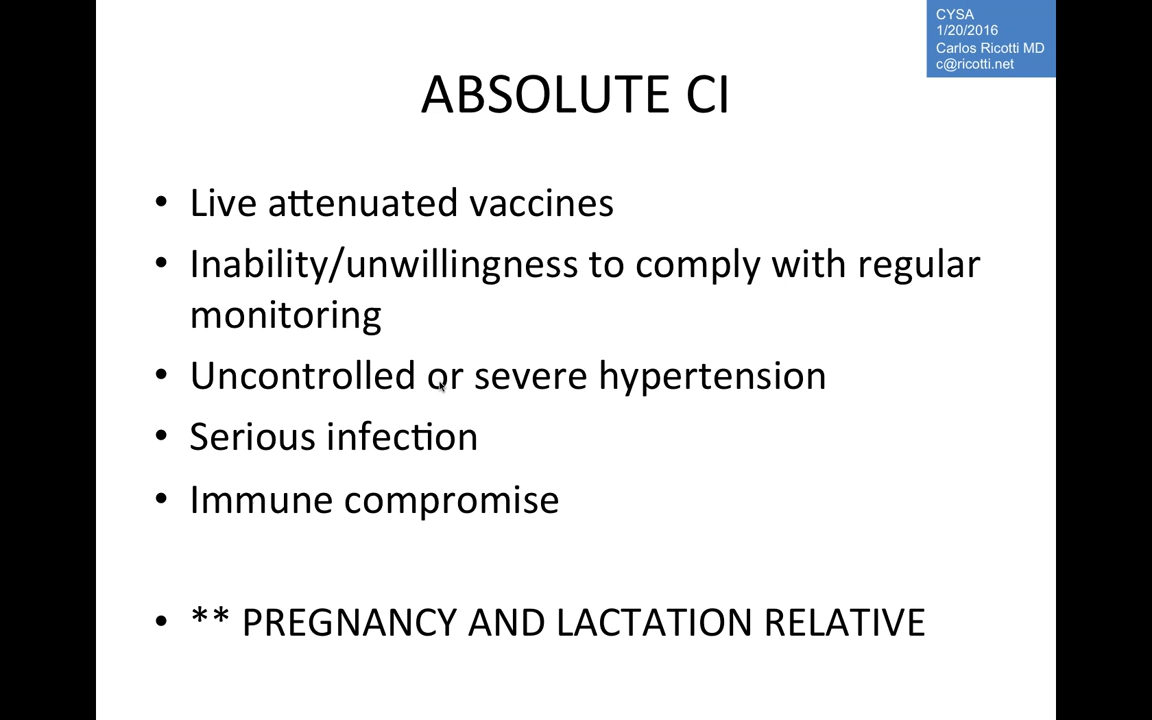 CYSA
1/20/2016
Carlos Ricotti MD
c@ricotti.net
ABSOLUTE CI
• Live attenuated vaccines
• Inability/unwillingness to comply with regular
monitoring
• Uncontrolled or severe hypertension
• Serious infection
• Immune compromise
• ** PREGNANCY AND LACTATION RELATIVE